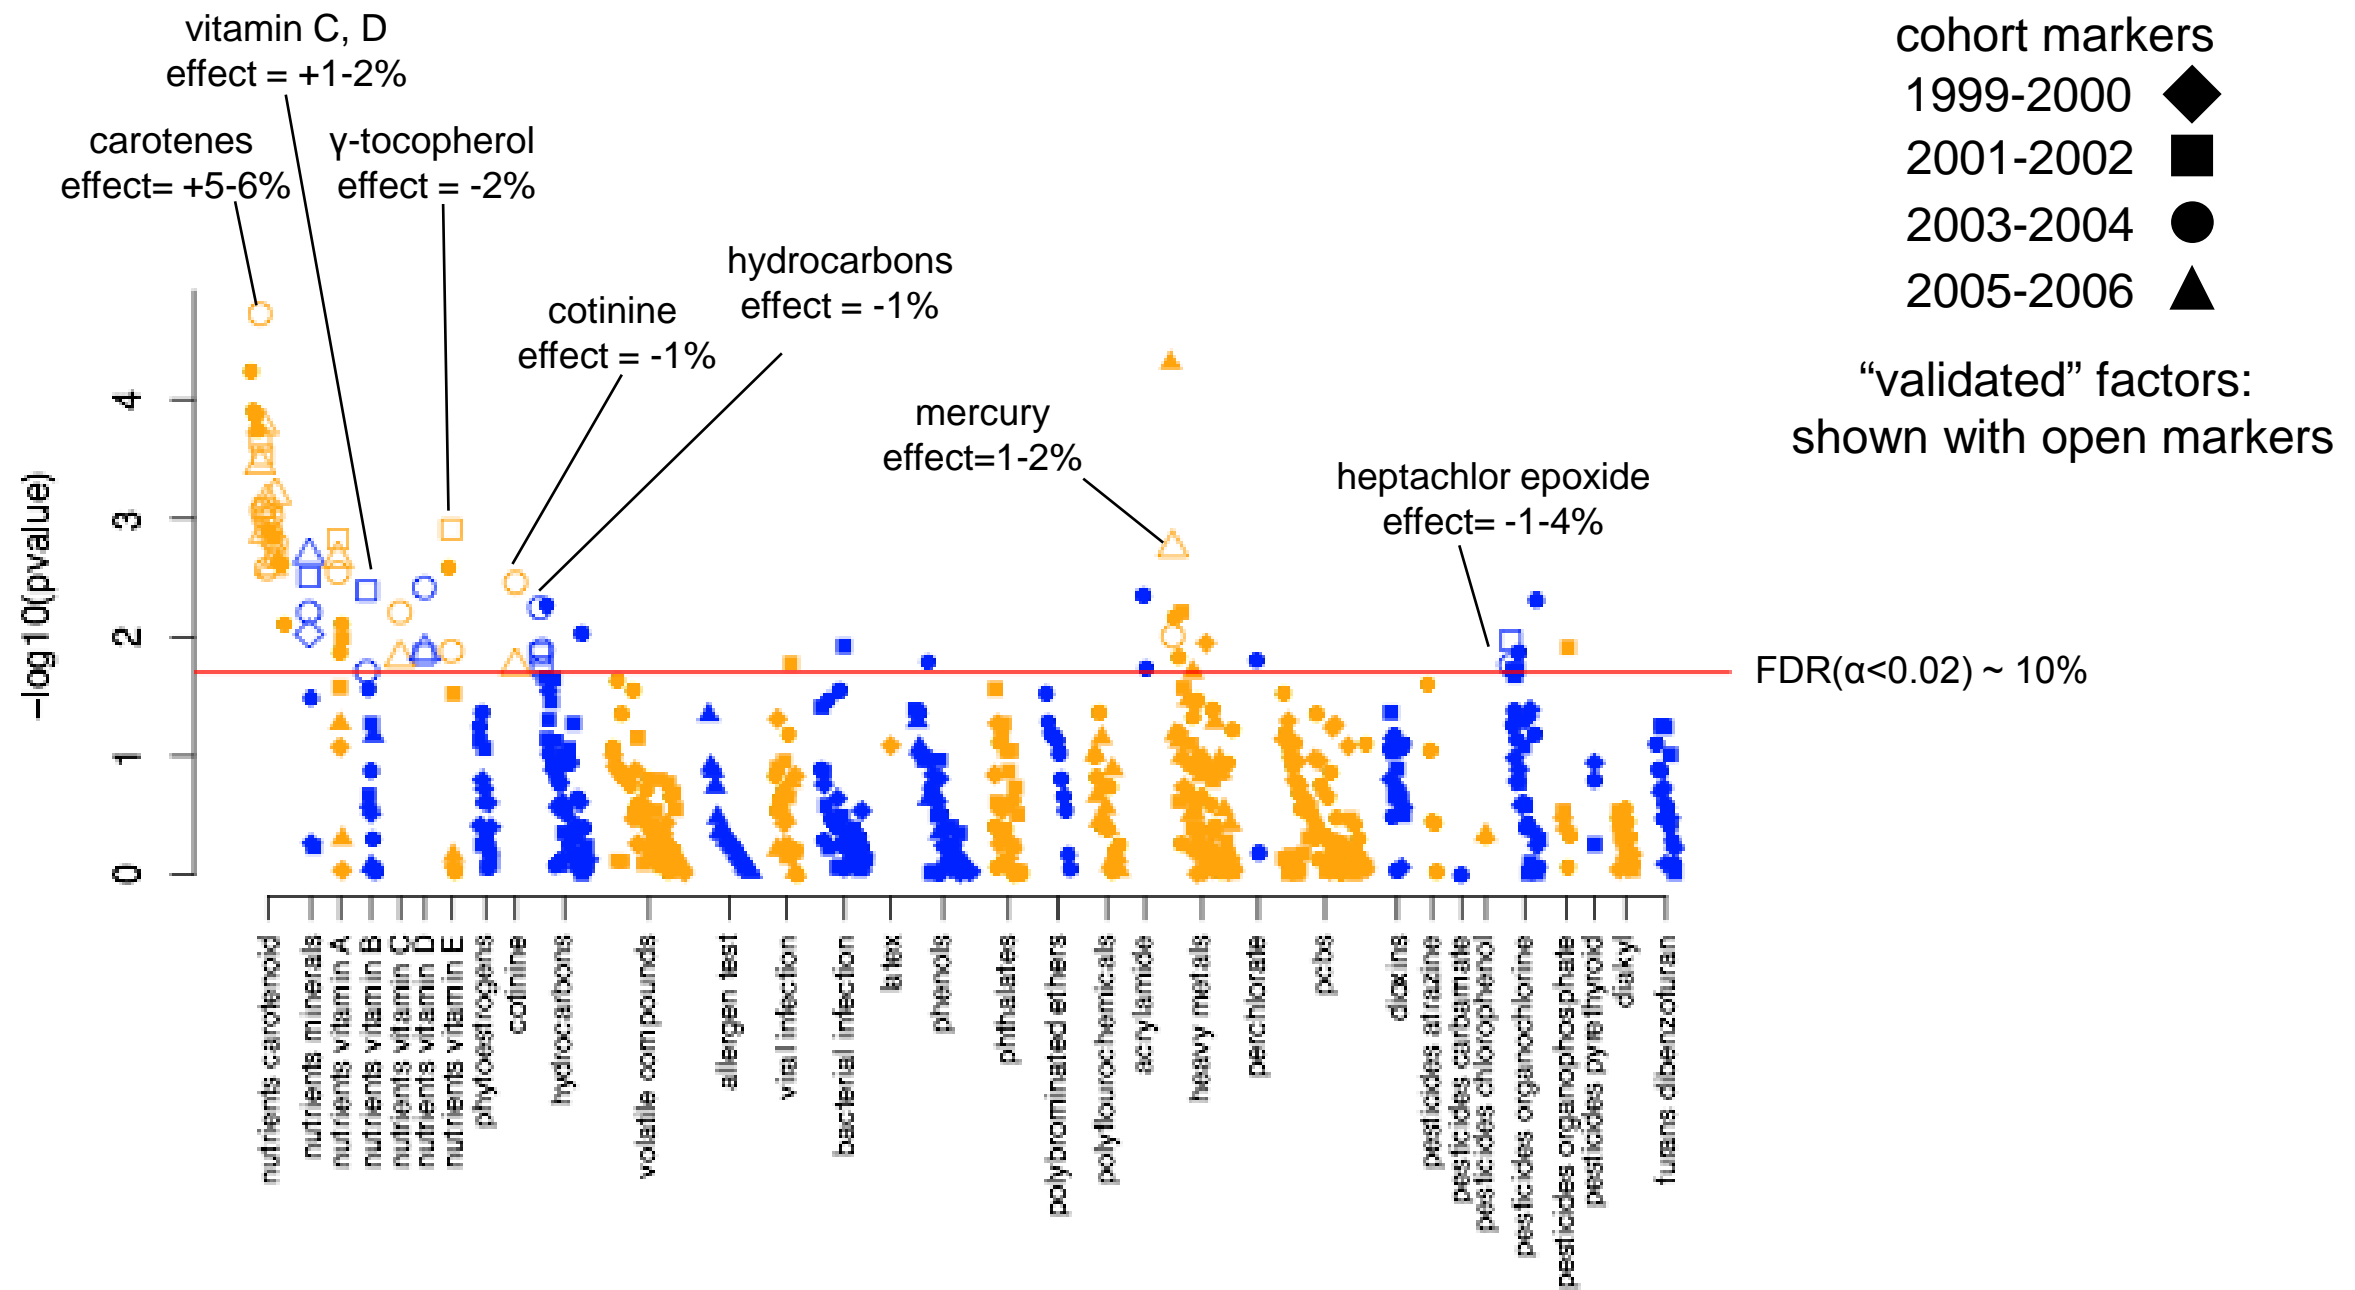 vitamin C, D
effect = +1-2%
carotenes
effect= +5-6%
γ-tocopherol
effect = -2%
cotinine
effect = -1%
hydrocarbons
effect = -1%
mercury
effect=1-2%
heptachlor epoxide
effect= -1-4%
cohort markers
1999-2000
2001-2002
2003-2004
2005-2006
“validated” factors:
shown with open markers
FDR(α<0.02) ~ 10%
−log10(pvalue)
4
3
2
1
0
nutrients carotenoid
nutrients minerals
nutrients vitamin A
nutrients vitamin B
nutrients vitamin C
nutrients vitamin D
nutrients vitamin E
phytoestrogens
cotinine
hydrocarbons
volatile compounds
allergen test
viral infection
bacterial infection
latex
phenols
phthalates
polybrominated ethers
polyflourochemicals
acrylamide
heavy metals
perchlorate
pcbs
dioxins
pesticides atrazine
pesticides carbamate
pesticides chlorophenol
pesticides organochlorine
pesticides organophosphate
pesticides pyrethyroid
dialkyl
furans dibenzofuran